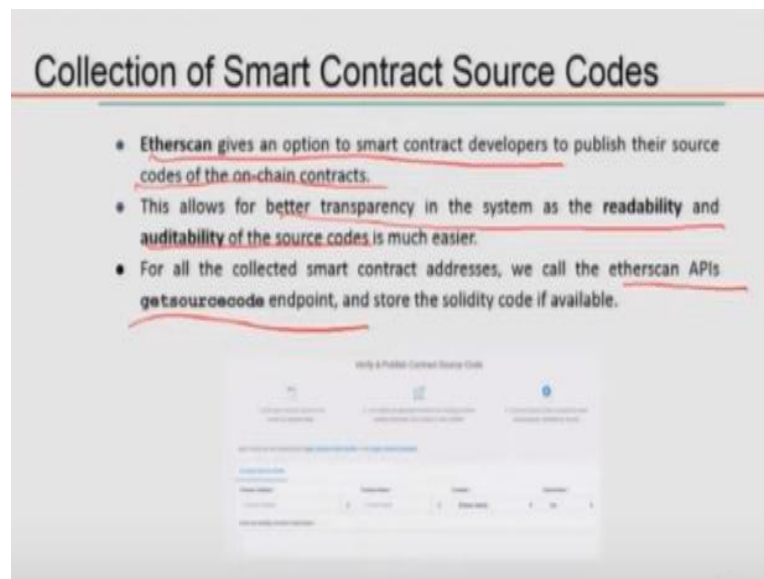 Collection of Smart Contract Source Codes
• Etherscan gives an option to smart contract developers to publish their source
codes of the on-chain contracts.
• This allows for better transparency in the system as the readability and
auditability of the source codes is much easier.
• For all the collected smart contract addresses, we call the etherscan APIs
getsourcecode endpoint, and store the solidity code if available.
Verify & Publish Contract Source Code